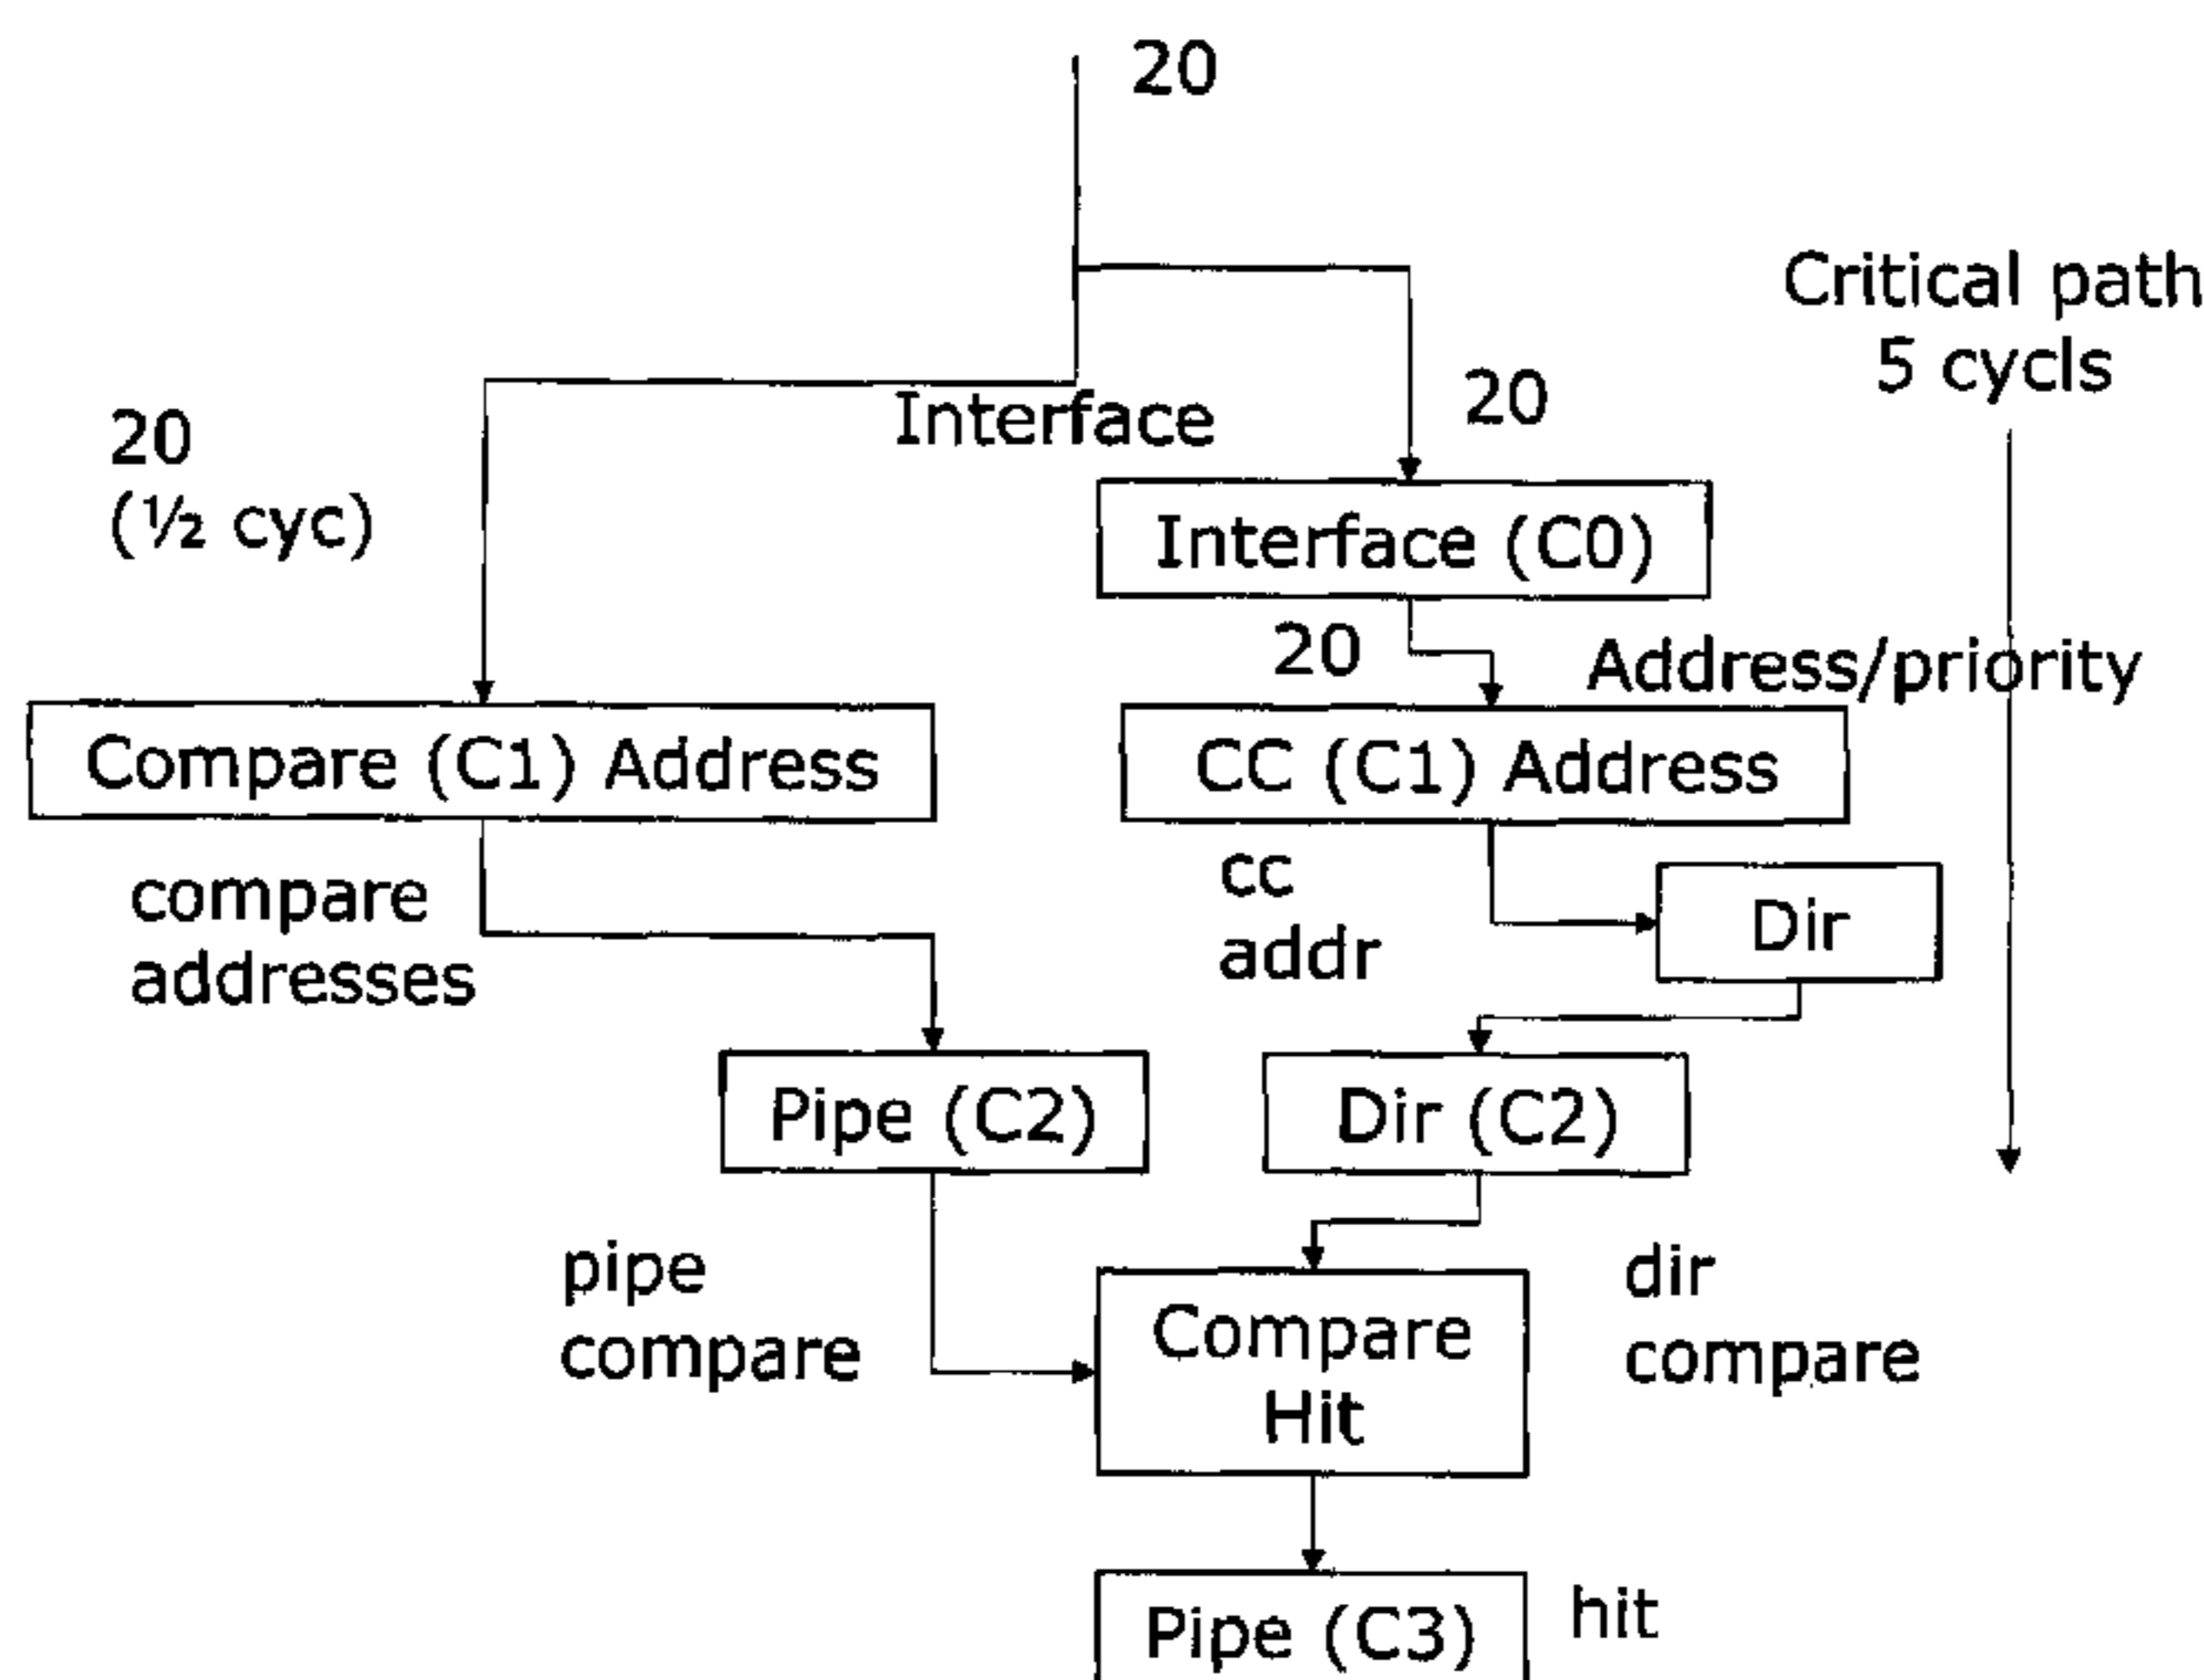 20
Critical path
5 cycls
Interface
20
20
(½ cyc)
Interface (C0)
20
Address/priority
Compare (C1) Address
CC (C1) Address
compare
addresses
cc
addr
Dir
Pipe (C2)
Dir (C2)
pipe
compare
Compare
Hit
dir
compare
Pipe (C3)
hit